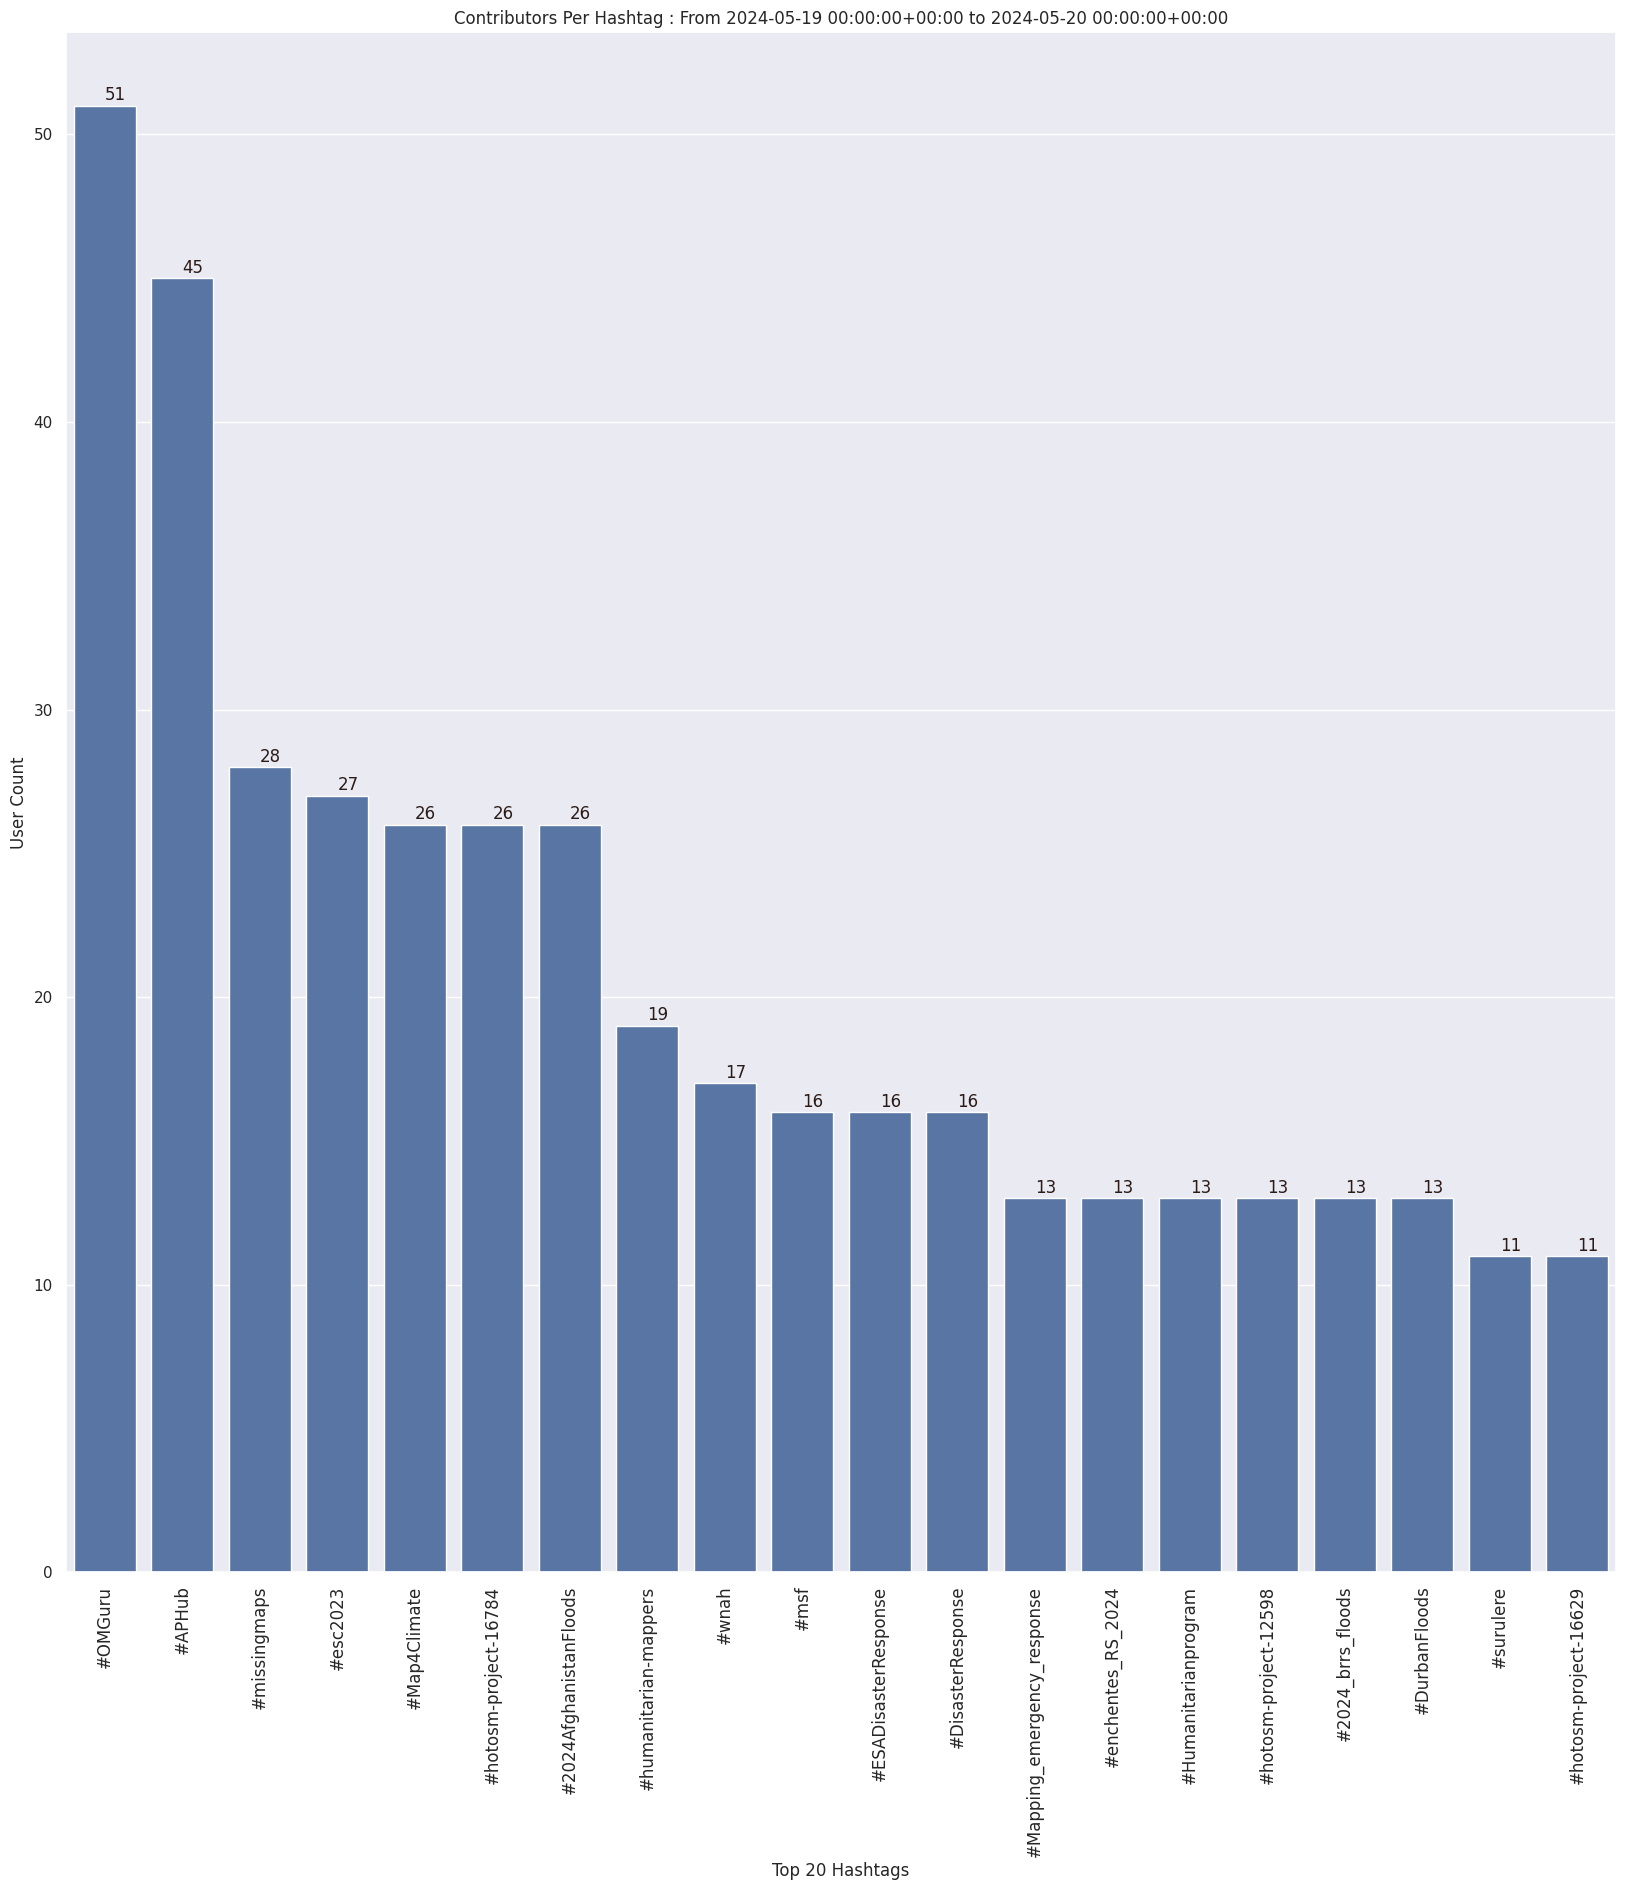 Contributors Per Hashtag : From 2024-05-19 00:00:00+00:00 to 2024-05-20 00:00:00+00:00
User Count
50
40
30
20
10
0
51
45
28
27
26
26
26
19
17
16
16
16
13
13
13
13
13
13
11
11
#OMGuru
#APHub
#missingmaps
#esc2023
#Map4Climate
#hotosm-project-16784
#2024AfghanistanFloods
#humanitarian-mappers
#wnah
#msf
#ESADisasterResponse
#DisasterResponse
#Mapping_emergency_response
#enchentes_RS_2024
#Humanitarianprogram
#hotosm-project-12598
#2024_brrs_floods
#DurbanFloods
#surulere
#hotosm-project-16629
Top 20 Hashtags